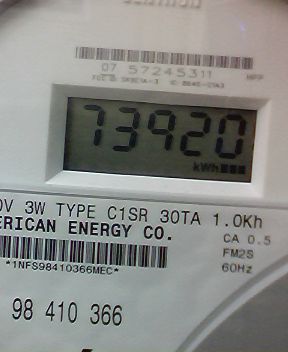 07 57245311
HPP
73920
kWh
0V 3W TYPE C1SR 30TA 1.0Kh
ERICAN ENERGY CO.
CA 0.5
FM2S
60Hz
*1NFS98410366MEC*
98 410 366